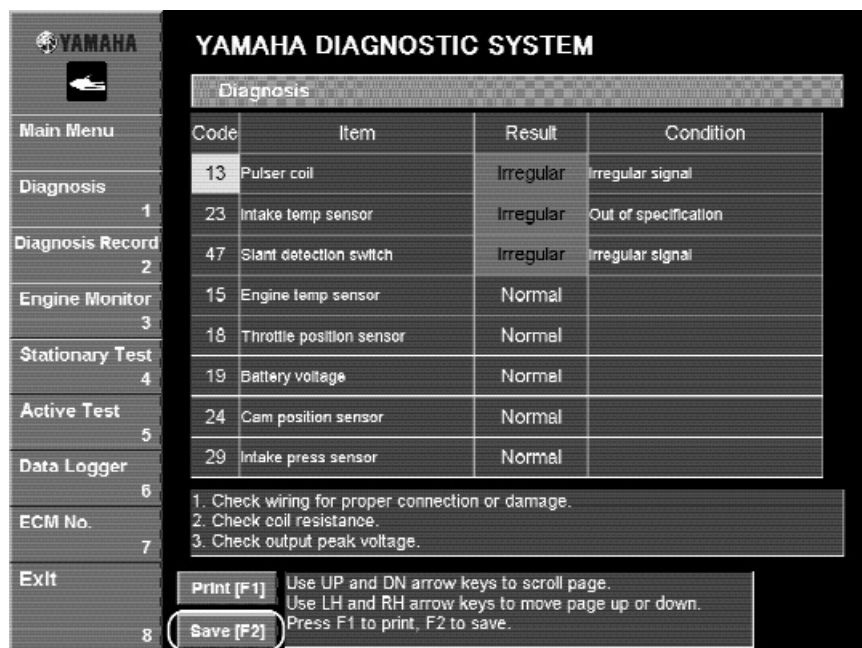 YAMAHA
YAMAHA DIAGNOSTIC SYSTEM
Diagnosis
Main Menu
Diagnosis
1
Diagnosis Record
2
Engine Monitor
3
Stationary Test
4
Active Test
5
Data Logger
6
ECM No.
7
Exit
8
Code Item Result Condition
13 Pulser coil Irregular Irregular signal
23 Intake temp sensor Irregular Out of specification
47 Slant detection switch Irregular Irregular signal
15 Engine temp sensor Normal
18 Throttle position sensor Normal
19 Battery voltage Normal
24 Cam position sensor Normal
29 Intake press sensor Normal
1. Check wiring for proper connection or damage.
2. Check coil resistance.
3. Check output peak voltage.
Print [F1]
Save [F2]
Use UP and DN arrow keys to scroll page.
Use LH and RH arrow keys to move page up or down.
Press F1 to print, F2 to save.